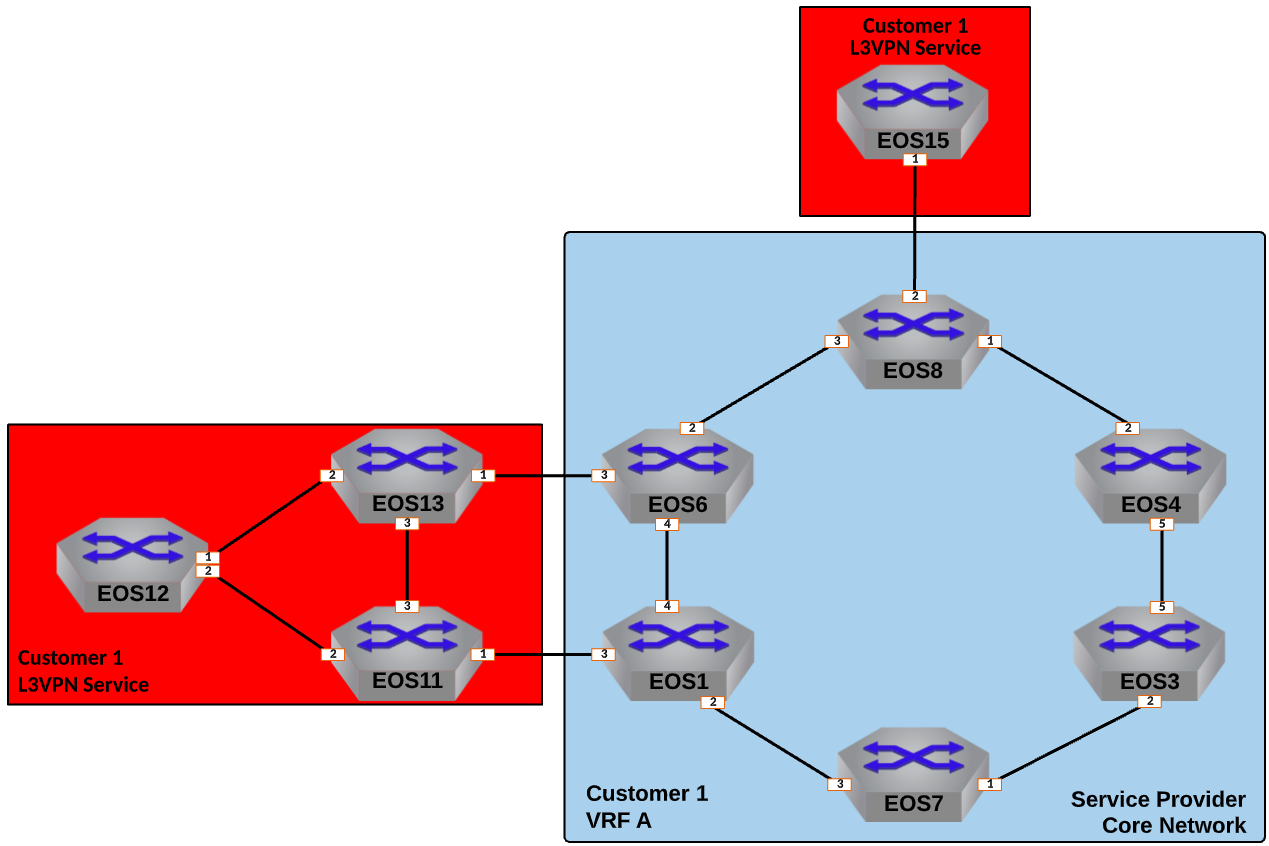 Customer 1
L3VPN Service
EOS15
1
2
3
1
EOS8
2
2
2
1
3
EOS13
EOS6
EOS4
3
4
5
1
2
EOS12
3
4
5
2
1
3
EOS11
EOS1
EOS3
Customer 1
L3VPN Service
2
2
3
1
EOS7
Customer 1
VRF A
Service Provider
Core Network